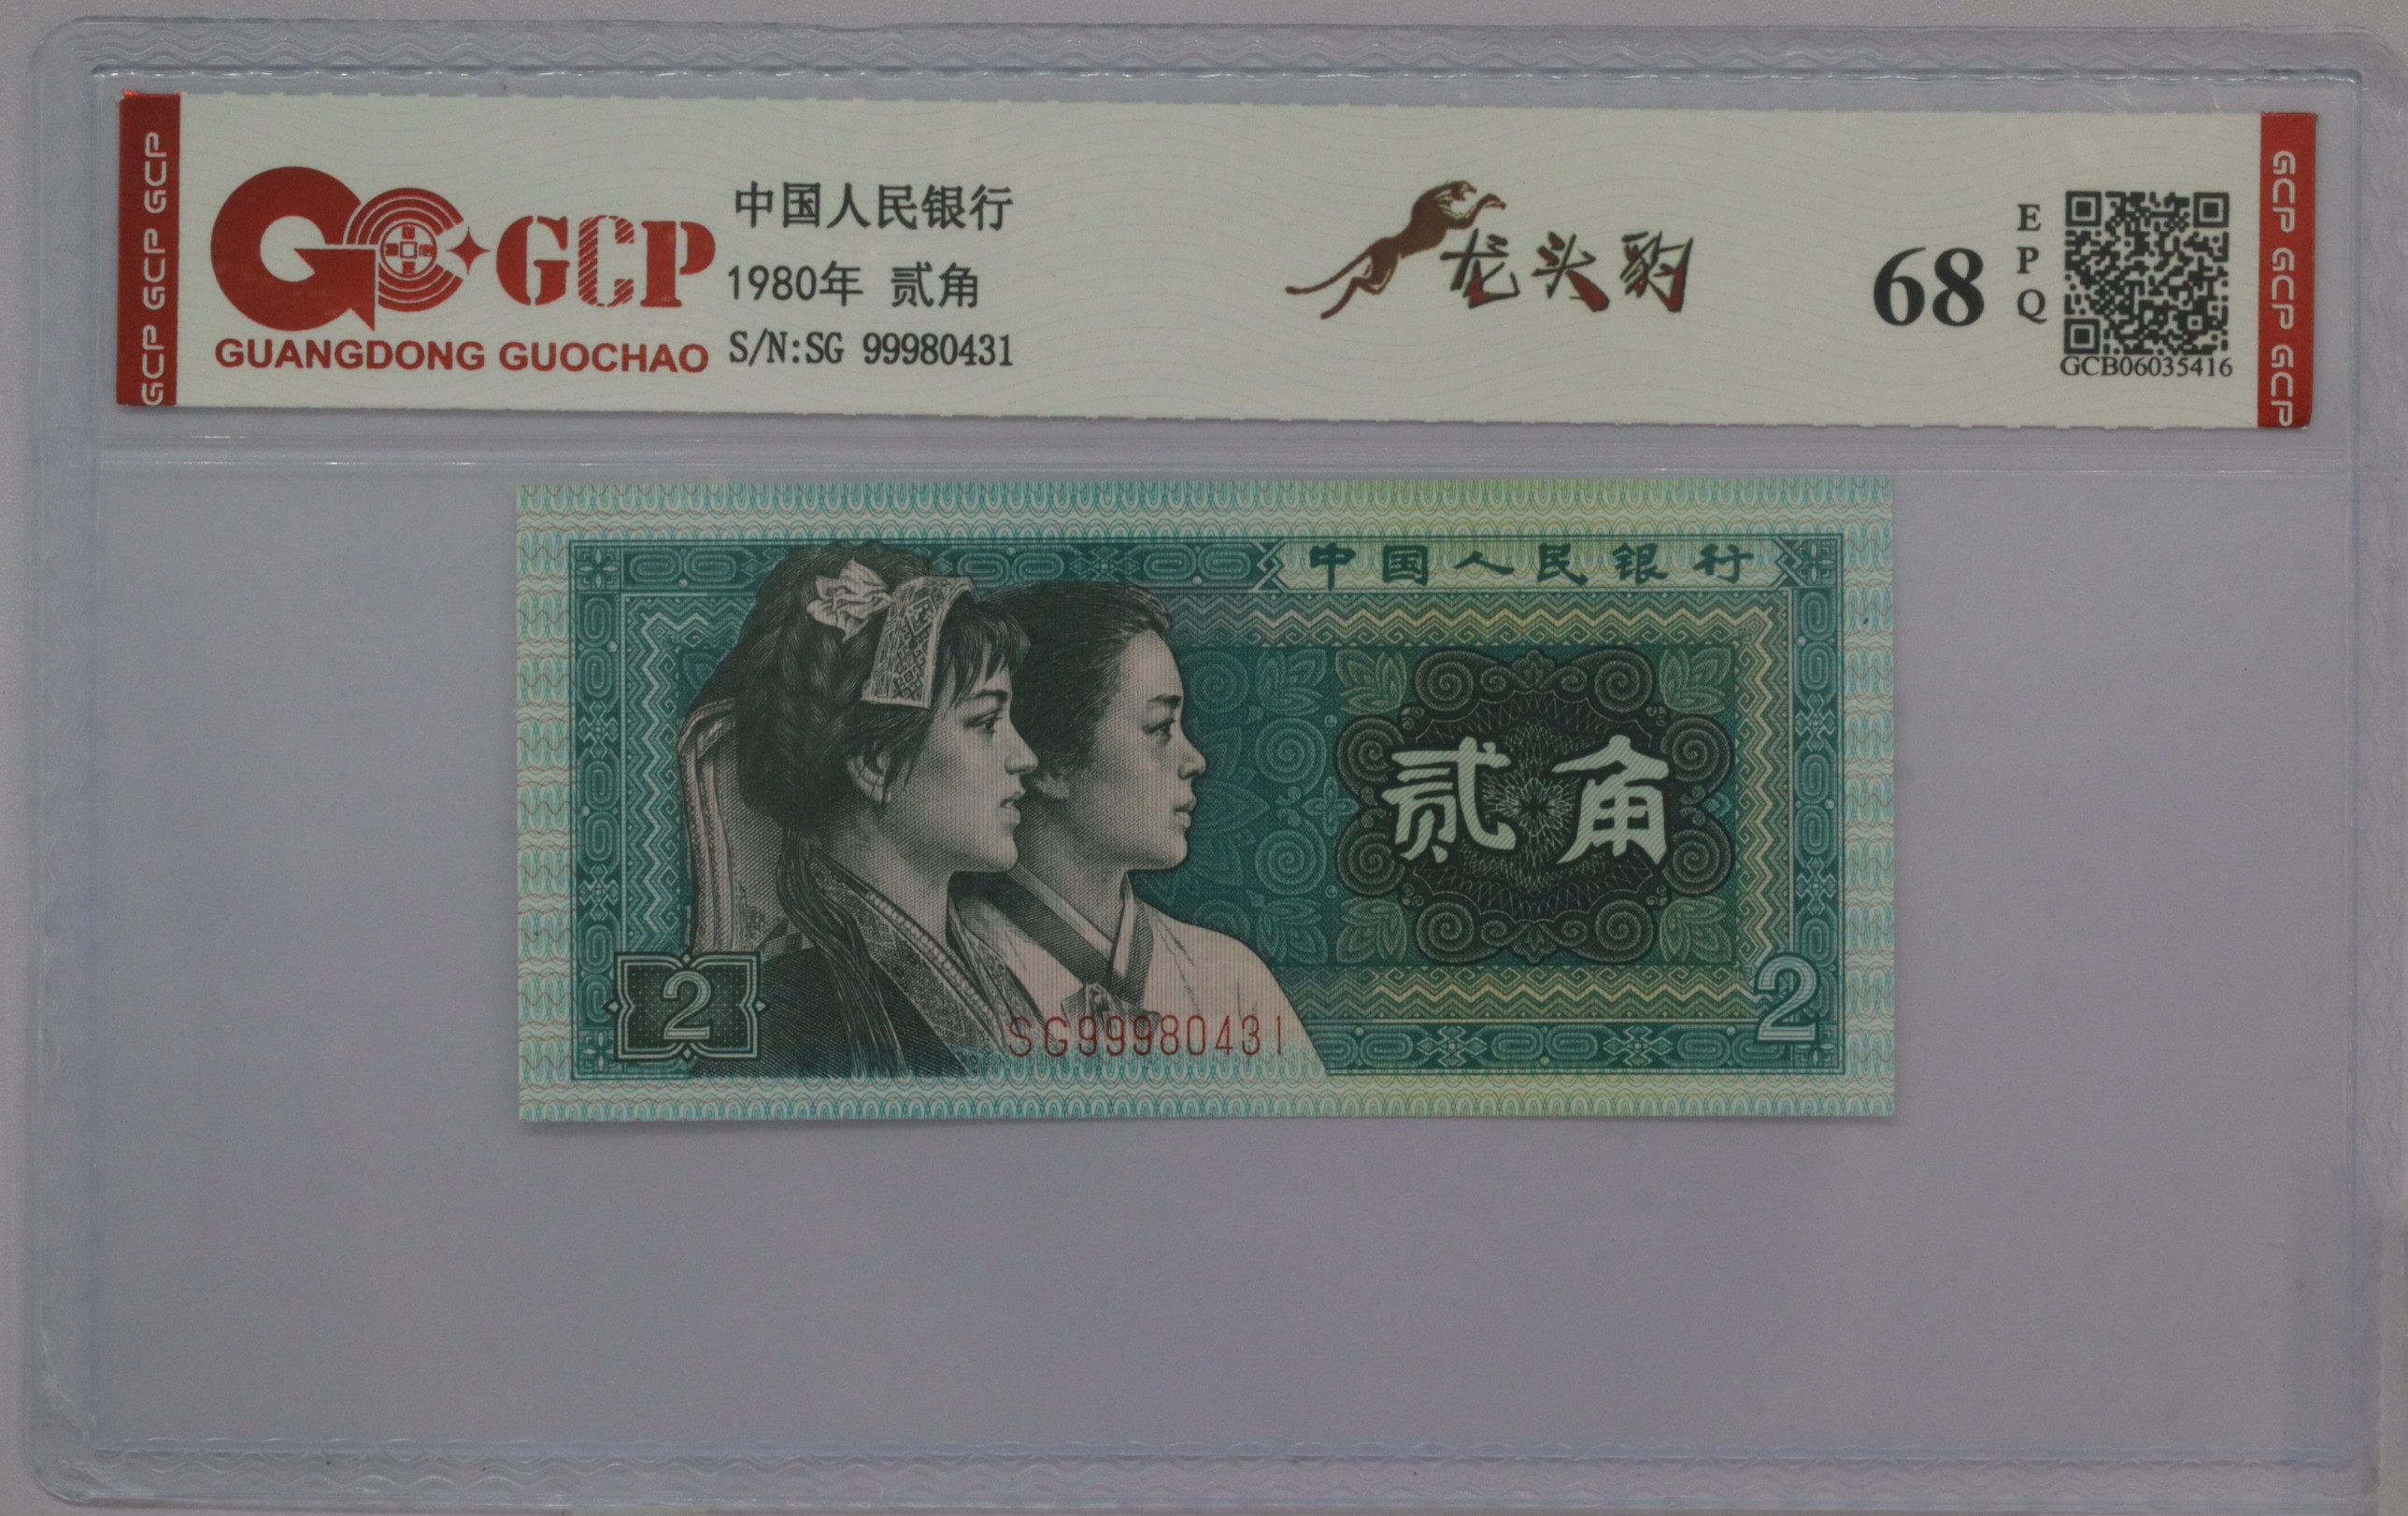 GCP GCP GCP
GCP
GUANGDONG GUOCHAO
中国人民银行
1980年 贰角
S/N:SG 99980431
龙头豹
68
EPQ
GCB06035416
GCP GCP GCP
中国人民银行
贰角
2
2
SG99980431